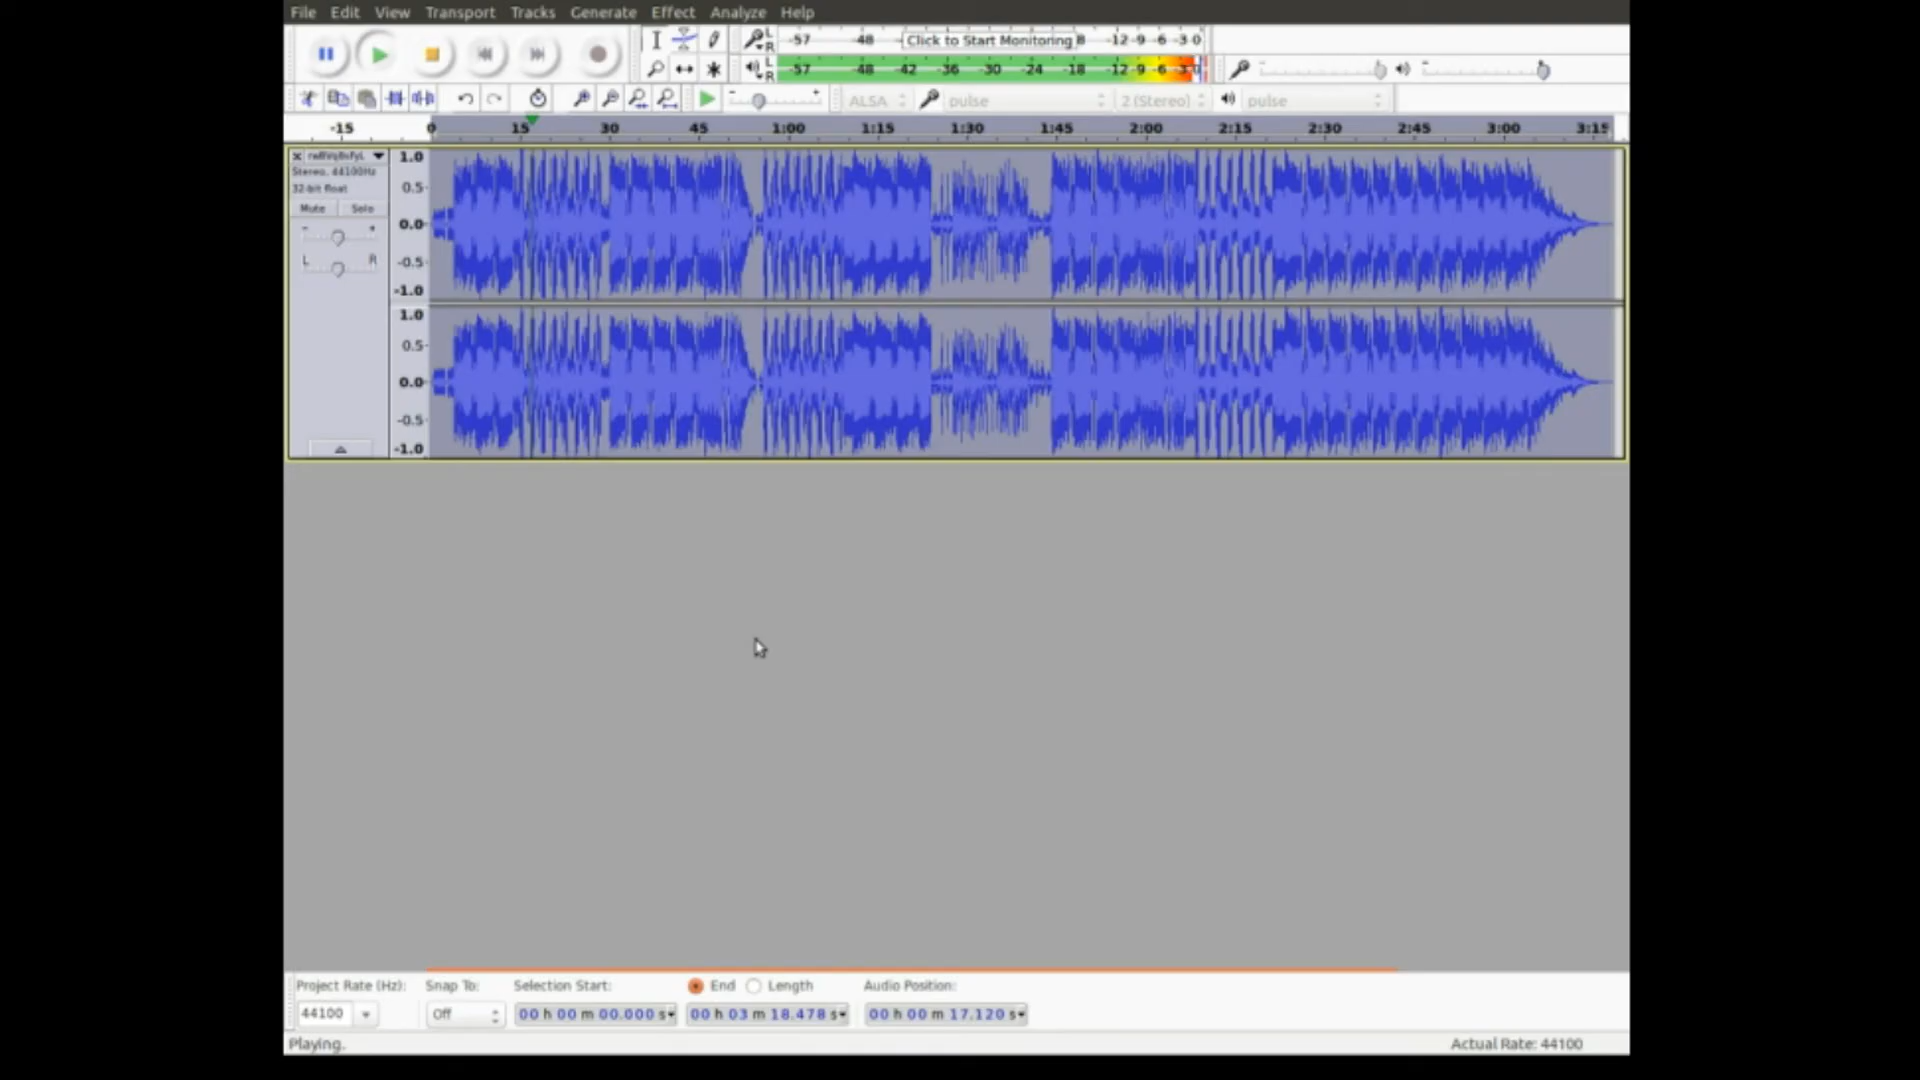 File Edit View Transport Tracks Generate Effect Analyze Help
-57 -48 - Click to Start Monitoring 8 -12 -9 -6 -3 0
L
R
-57 -48 -42 -36 -30 -24 -18 -12 -9 -6 -3 0
L
R
ALSA pulse 2 (Stereo) pulse
-15 0 15 30 45 1:00 1:15 1:30 1:45 2:00 2:15 2:30 2:45 3:00 3:15
Stereo, 44100Hz
32-bit float
Mute Solo
- +
L R
1.0
0.5
0.0
-0.5
-1.0
1.0
0.5
0.0
-0.5
-1.0
Project Rate (Hz): Snap To: Selection Start: End Length Audio Position:
44100 Off 00 h 00 m 00.000 s 00 h 03 m 18.478 s 00 h 00 m 17.120 s
Playing. Actual Rate: 44100